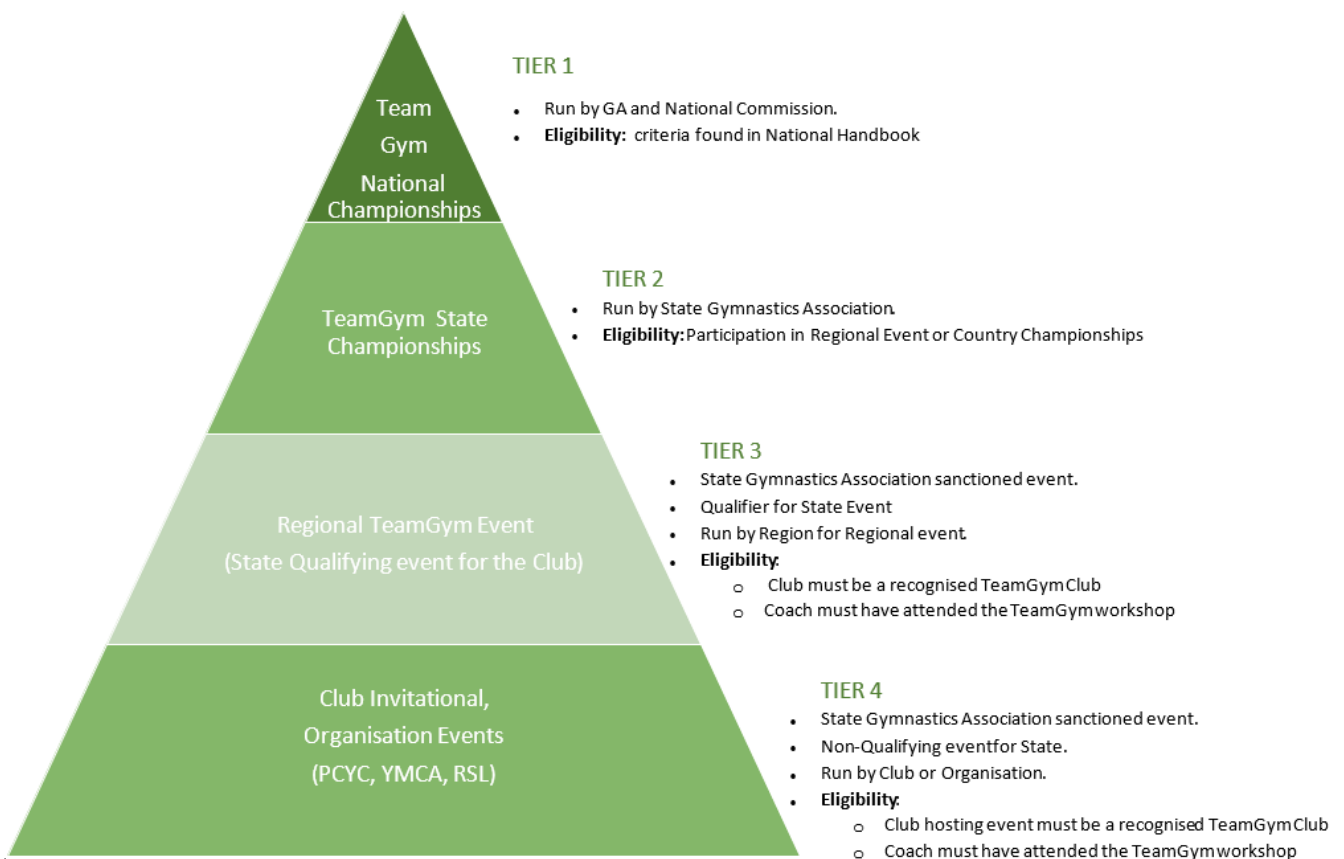 Team
Gym
National
Championships
TIER 1
• Run by GA and National Commission.
• Eligibility: criteria found in National Handbook
TeamGym State
Championships
TIER 2
• Run by State Gymnastics Association.
• Eligibility: Participation in Regional Event or Country Championships
Regional TeamGym Event
(State Qualifying event for the Club)
TIER 3
• State Gymnastics Association sanctioned event.
• Qualifier for State Event
• Run by Region for Regional event.
• Eligibility:
o Club must be a recognised TeamGym Club
o Coach must have attended the TeamGym workshop
Club Invitational,
Organisation Events
(PCYC, YMCA, RSL)
TIER 4
• State Gymnastics Association sanctioned event.
• Non-Qualifying event for State.
• Run by Club or Organisation.
• Eligibility:
o Club hosting event must be a recognised TeamGym Club
o Coach must have attended the TeamGym workshop